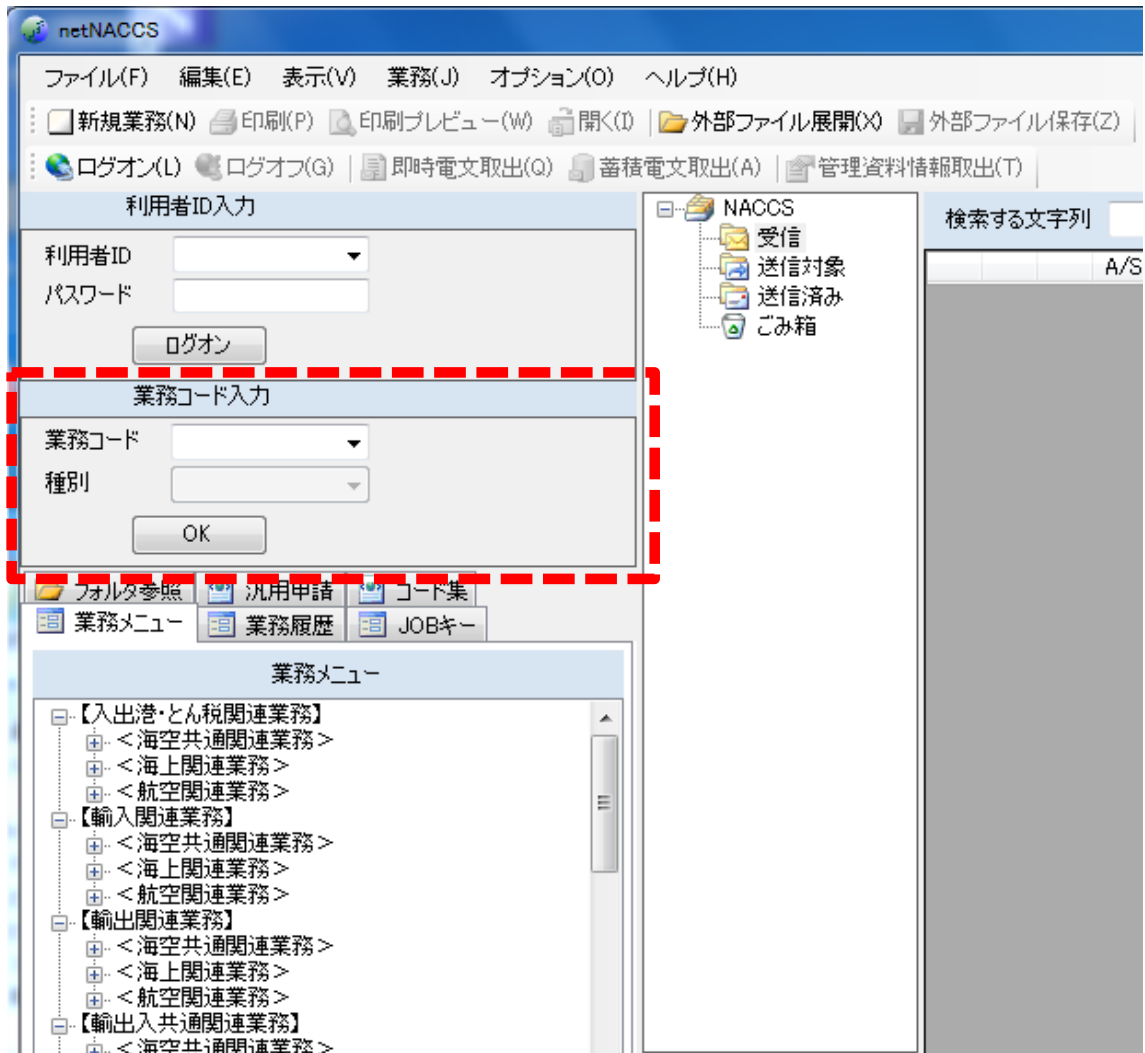 netNACCS
ファイル(F) 編集(E) 表示(V) 業務(J) オプション(O) ヘルプ(H)
新規業務(N) 印刷(P) 印刷プレビュー(W) 開く(I) 外部ファイル展開(X) 外部ファイル保存(Z)
ログオン(L) ログオフ(G) 即時電文取出(Q) 蓄積電文取出(A) 管理資料情報取出(T)
利用者ID入力
利用者ID
パスワード
ログオン
業務コード入力
業務コード
種別
OK
フォルダ参照 汎用申請 コード集
業務メニュー 業務履歴 JOBキー
業務メニュー
【入出港・とん税関連業務】
＜海空共通関連業務＞
＜海上関連業務＞
＜航空関連業務＞
【輸入関連業務】
＜海空共通関連業務＞
＜海上関連業務＞
＜航空関連業務＞
【輸出関連業務】
＜海空共通関連業務＞
＜海上関連業務＞
＜航空関連業務＞
【輸出入共通関連業務】
＜海空共通関連業務＞
NACCS
受信
送信対象
送信済み
ごみ箱
検索する文字列
A/S